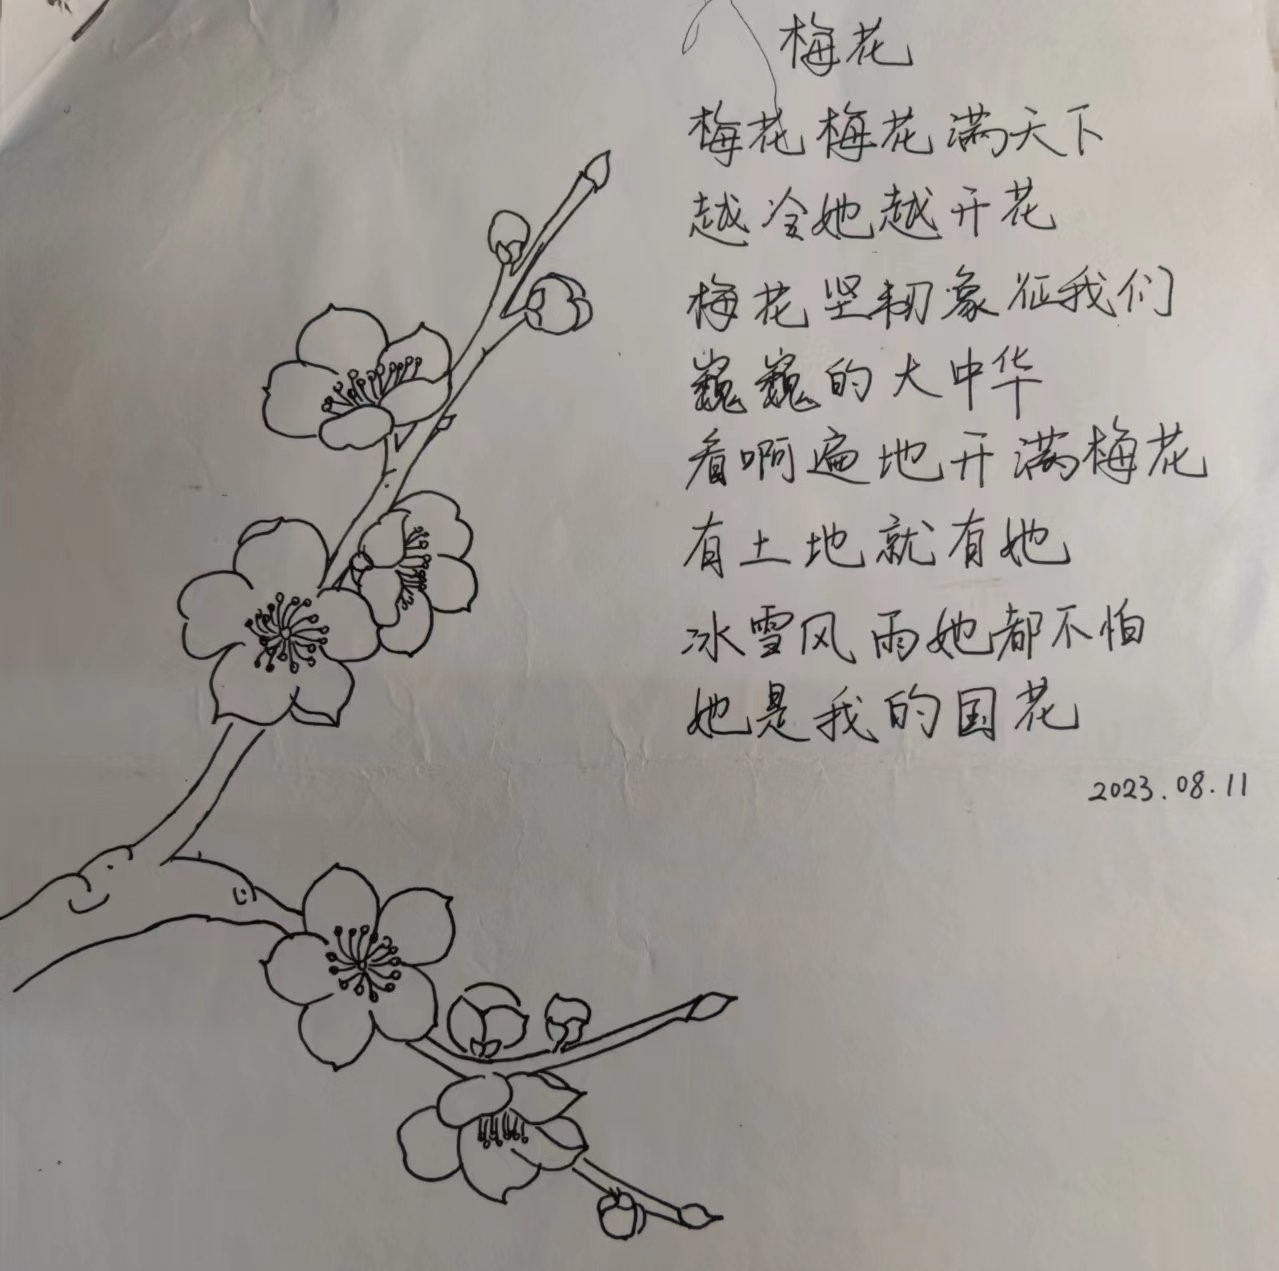 梅花
梅花梅花满天下
越冷她越开花
梅花坚韧象征我们
巍巍的大中华
看啊遍地开满梅花
有土地就有她
冰雪风雨她都不怕
她是我的国花
2023.08.11